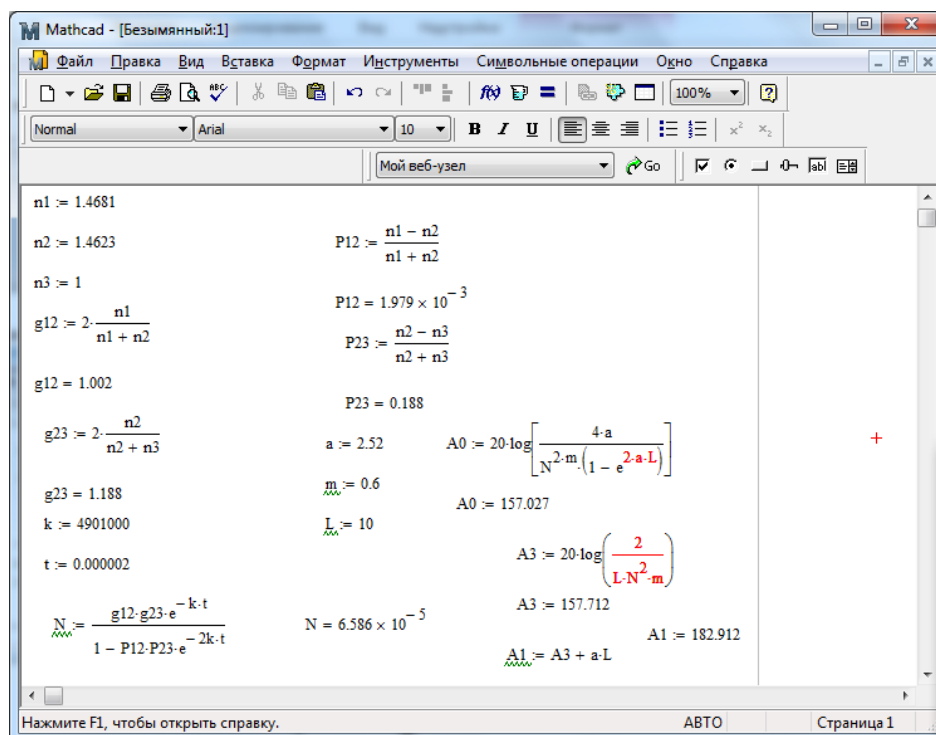 Mathcad - [Безымянный:1]
Файл Правка Вид Вставка Формат Инструменты Символьные операции Окно Справка
100%
Normal Arial 10 B I U
Мой веб-узел Go
n1 := 1.4681
n2 := 1.4623
P12 := (n1 − n2)/(n1 + n2)
n3 := 1
P12 = 1.979 × 10^−3
g12 := 2·n1/(n1 + n2)
P23 := (n2 − n3)/(n2 + n3)
g12 = 1.002
P23 = 0.188
g23 := 2·n2/(n2 + n3)
a := 2.52
A0 := 20·log[4·a/(N^2·m·(1 − e^2·a·L))]
g23 = 1.188
m := 0.6
A0 := 157.027
k := 4901000
L := 10
t := 0.000002
A3 := 20·log(2/(L·N^2·m))
A3 := 157.712
N := g12·g23·e^−k·t/(1 − P12·P23·e^−2k·t)
N = 6.586 × 10^−5
A1 := 182.912
A1 := A3 + a·L
Нажмите F1, чтобы открыть справку.
АВТО
Страница 1